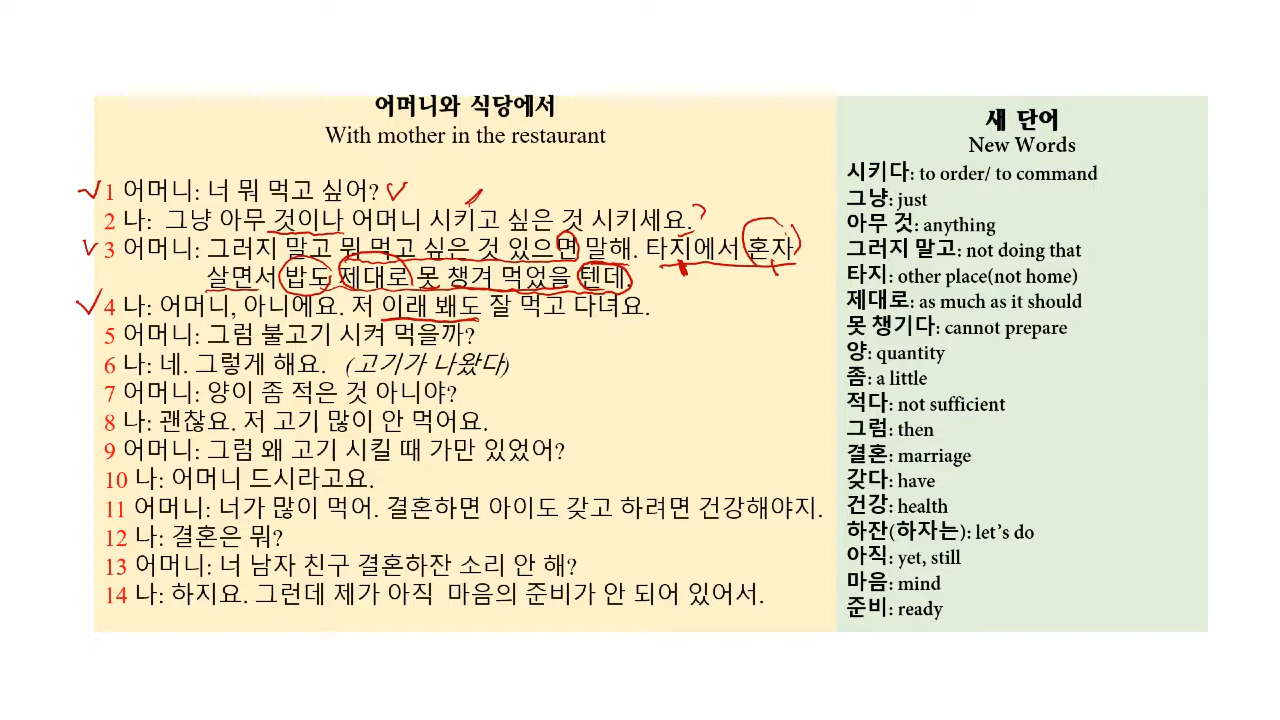 어머니와 식당에서
With mother in the restaurant
1 어머니: 너 뭐 먹고 싶어?
2 나: 그냥 아무 것이나 어머니 시키고 싶은 것 시키세요.
3 어머니: 그러지 말고 뭐 먹고 싶은 것 있으면 말해. 타지에서 혼자
살면서 밥도 제대로 못 챙겨 먹었을 텐데.
4 나: 어머니, 아니에요. 저 이래 봬도 잘 먹고 다녀요.
5 어머니: 그럼 불고기 시켜 먹을까?
6 나: 네. 그렇게 해요. (고기가 나왔다)
7 어머니: 양이 좀 적은 것 아니야?
8 나: 괜찮요. 저 고기 많이 안 먹어요.
9 어머니: 그럼 왜 고기 시킬 때 가만 있었어?
10 나: 어머니 드시라고요.
11 어머니: 너가 많이 먹어. 결혼하면 아이도 갖고 하려면 건강해야지.
12 나: 결혼은 뭐?
13 어머니: 너 남자 친구 결혼하잔 소리 안 해?
14 나: 하지요. 그런데 제가 아직 마음의 준비가 안 되어 있어서.
새 단어
New Words
시키다: to order/ to command
그냥: just
아무 것: anything
그러지 말고: not doing that
타지: other place(not home)
제대로: as much as it should
못 챙기다: cannot prepare
양: quantity
좀: a little
적다: not sufficient
그럼: then
결혼: marriage
갖다: have
건강: health
하잔(하자는): let's do
아직: yet, still
마음: mind
준비: ready